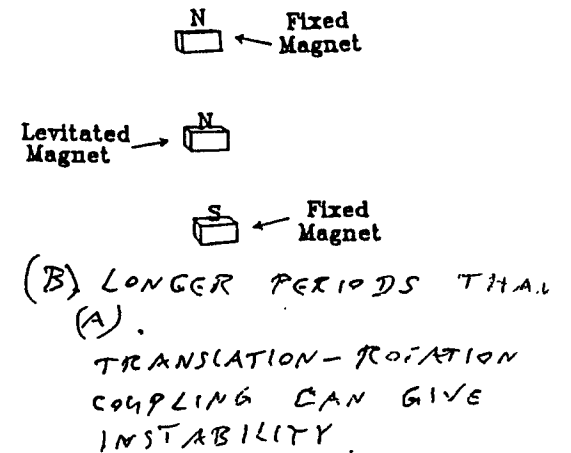 N
Fixed
Magnet
Levitated
Magnet
N
S
Fixed
Magnet
(B) LONGER PERIODS THAN
(A).
TRANSLATION-ROTATION
COUPLING CAN GIVE
INSTABILITY.